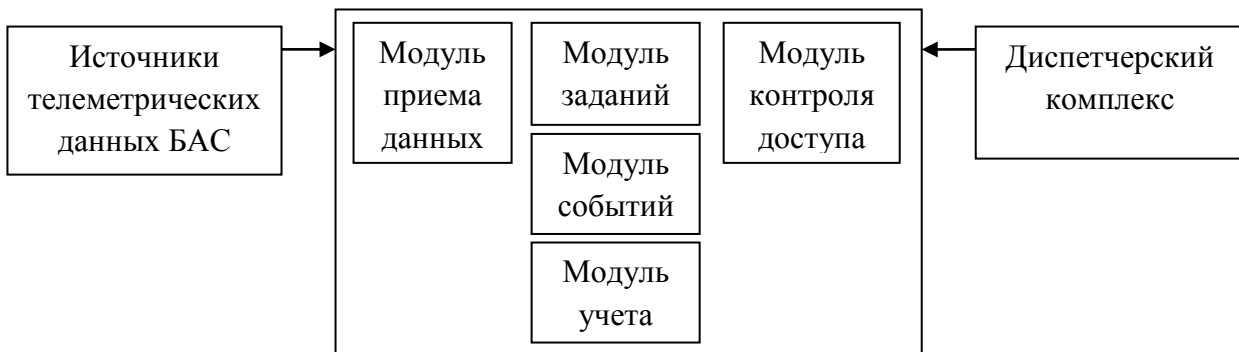 Источники
телеметрических
данных БАС
Модуль
приема
данных
Модуль
заданий
Модуль
событий
Модуль
учета
Модуль
контроля
доступа
Диспетчерский
комплекс